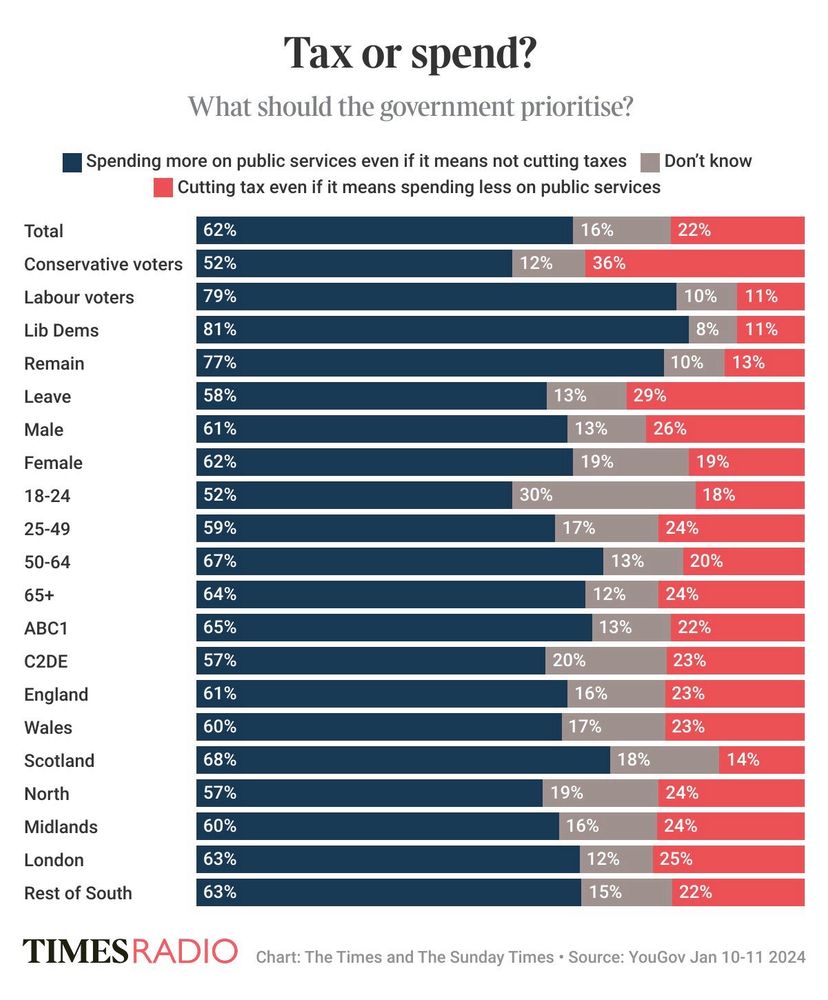 Tax or spend?
What should the government prioritise?
Spending more on public services even if it means not cutting taxes Don't know
Cutting tax even if it means spending less on public services
Total 62% 16% 22%
Conservative voters 52% 12% 36%
Labour voters 79% 10% 11%
Lib Dems 81% 8% 11%
Remain 77% 10% 13%
Leave 58% 13% 29%
Male 61% 13% 26%
Female 62% 19% 19%
18-24 52% 30% 18%
25-49 59% 17% 24%
50-64 67% 13% 20%
65+ 64% 12% 24%
ABC1 65% 13% 22%
C2DE 57% 20% 23%
England 61% 16% 23%
Wales 60% 17% 23%
Scotland 68% 18% 14%
North 57% 19% 24%
Midlands 60% 16% 24%
London 63% 12% 25%
Rest of South 63% 15% 22%
TIMES RADIO Chart: The Times and The Sunday Times • Source: YouGov Jan 10-11 2024